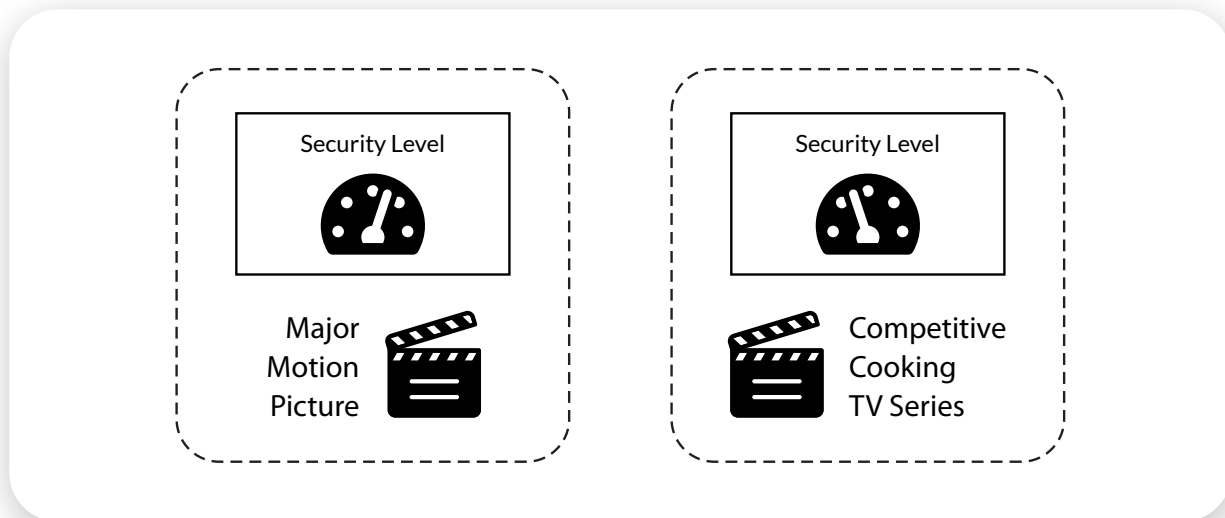 Security Level
Major
Motion
Picture
Security Level
Competitive
Cooking
TV Series